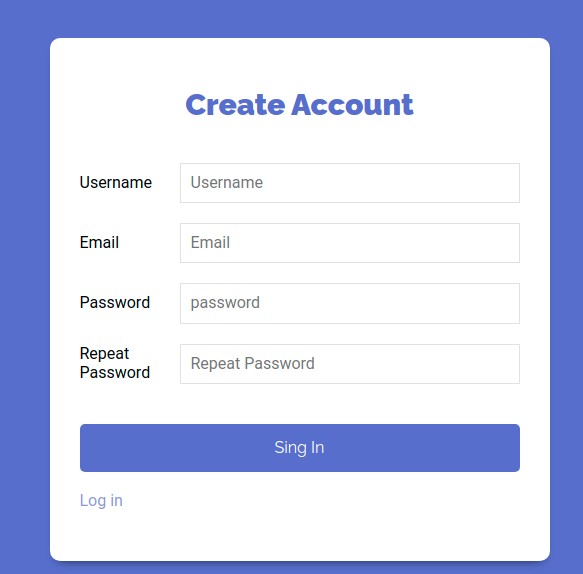 Create Account
Username
Username
Email
Email
Password
password
Repeat
Password
Repeat Password
Sing In
Log in